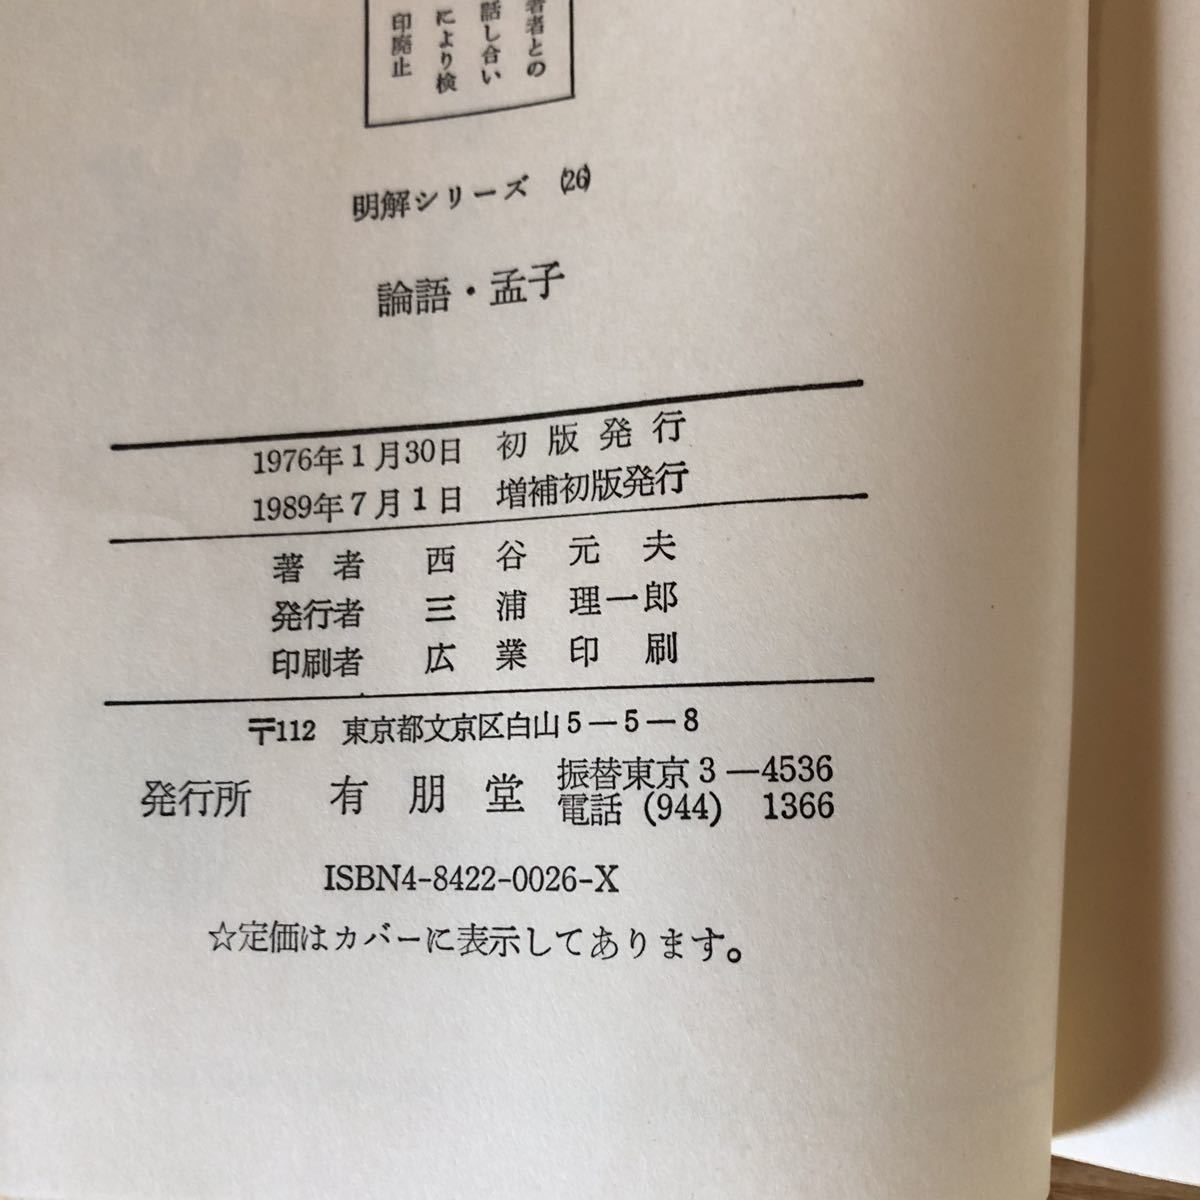 著者との
話し合い
により検
印廃止
明解シリーズ (26)
論語・孟子
1976年1月30日 初版発行
1989年7月1日 増補初版発行
著者 西谷元夫
発行者 三浦理一郎
印刷者 広業印刷
〒112 東京都文京区白山5-5-8
発行所 有朋堂
振替東京3-4536
電話 (944) 1366
ISBN4-8422-0026-X
☆定価はカバーに表示してあります。